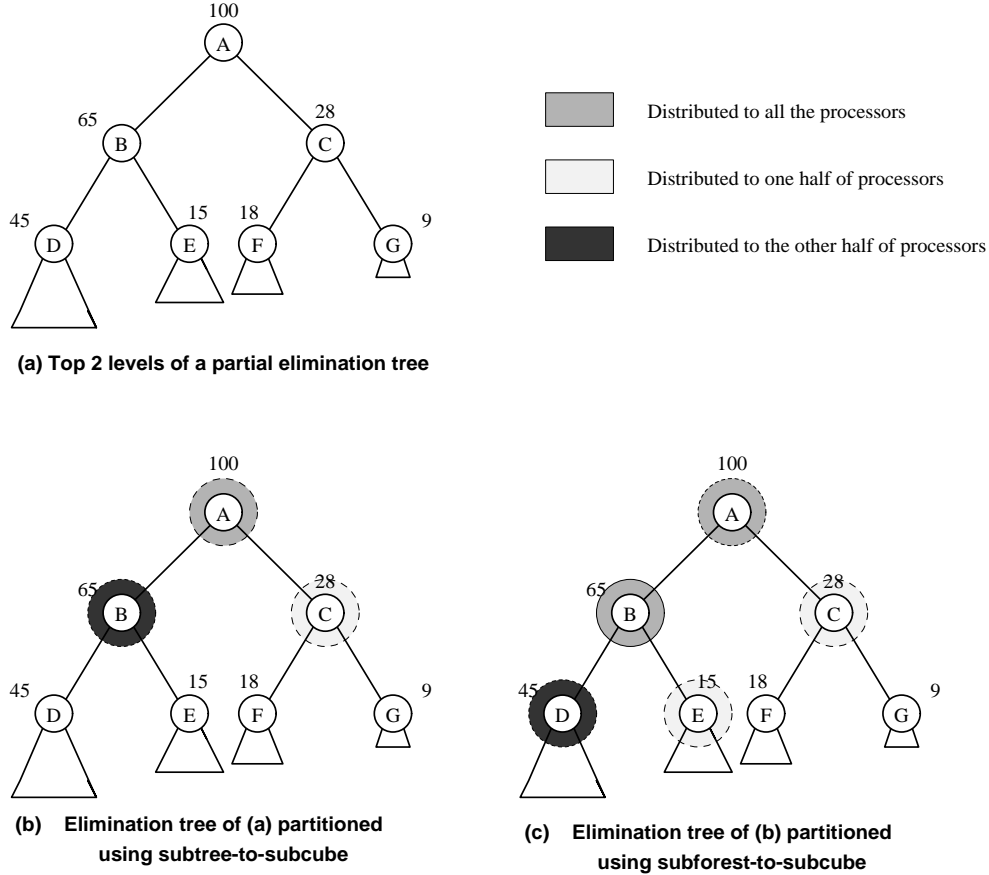 100
A
65
B
28
C
45
D
15
E
18
F
9
G
Distributed to all the processors
Distributed to one half of processors
Distributed to the other half of processors
(a) Top 2 levels of a partial elimination tree
100
A
65
B
28
C
45
D
15
E
18
F
9
G
(b) Elimination tree of (a) partitioned
using subtree-to-subcube
100
A
65
B
28
C
45
D
15
E
18
F
9
G
(c) Elimination tree of (b) partitioned
using subforest-to-subcube